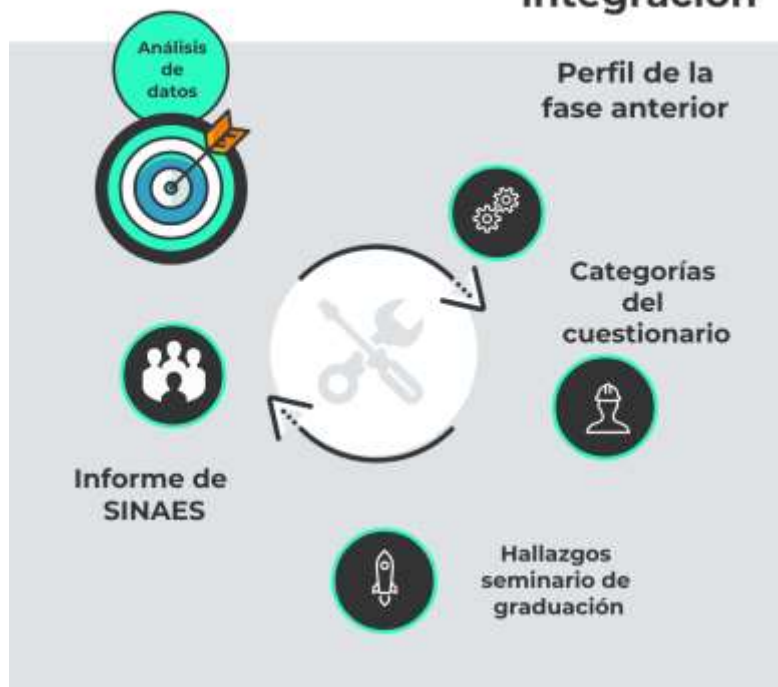 integración
Análisis
de
datos
Perfil de la
fase anterior
Categorías
del
cuestionario
Informe de
SINAES
Hallazgos
seminario de
graduación